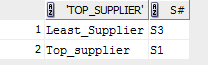 'TOP_SUPPLIER' S#
1 Least_Supplier S3
2 Top_supplier S1